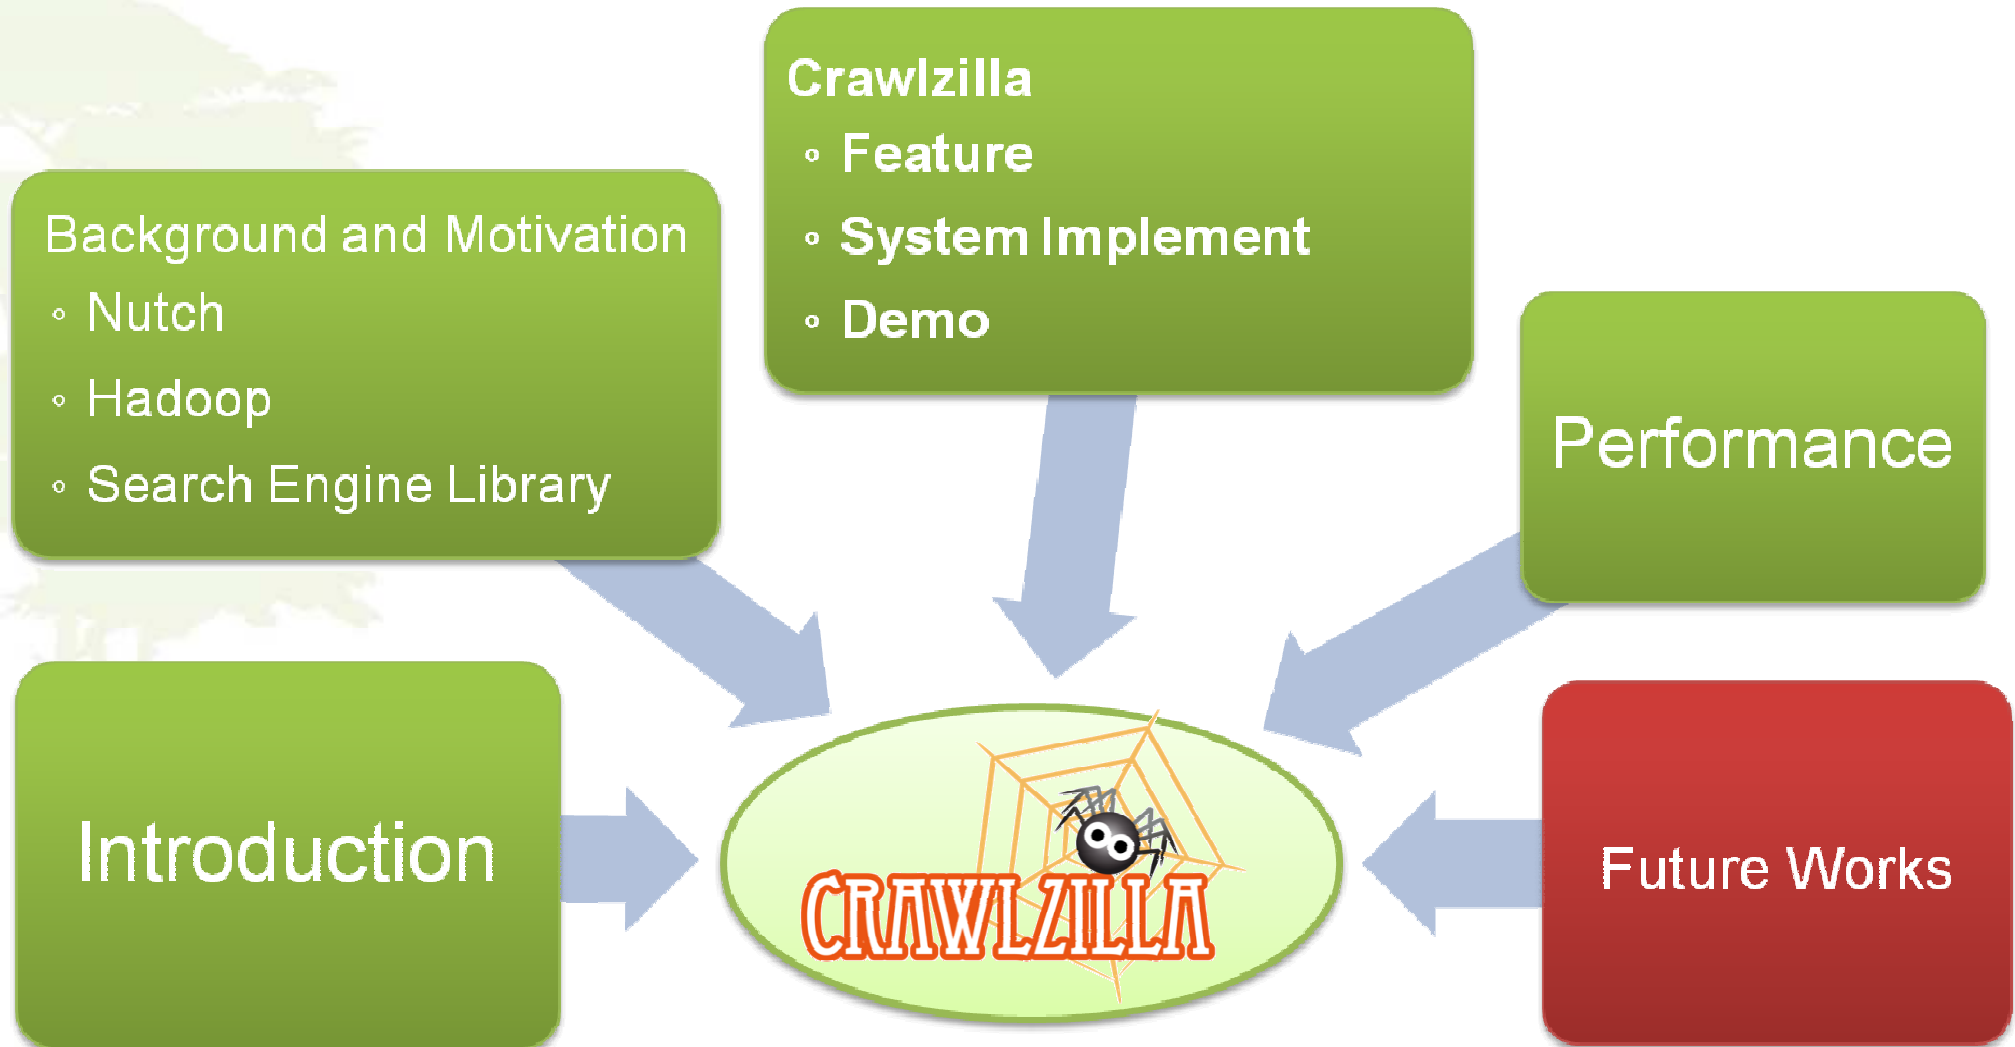 Crawlzilla
◦ Feature
◦ System Implement
◦ Demo
Background and Motivation
◦ Nutch
◦ Hadoop
◦ Search Engine Library
Performance
Introduction
Future Works
CRAWLZILLA